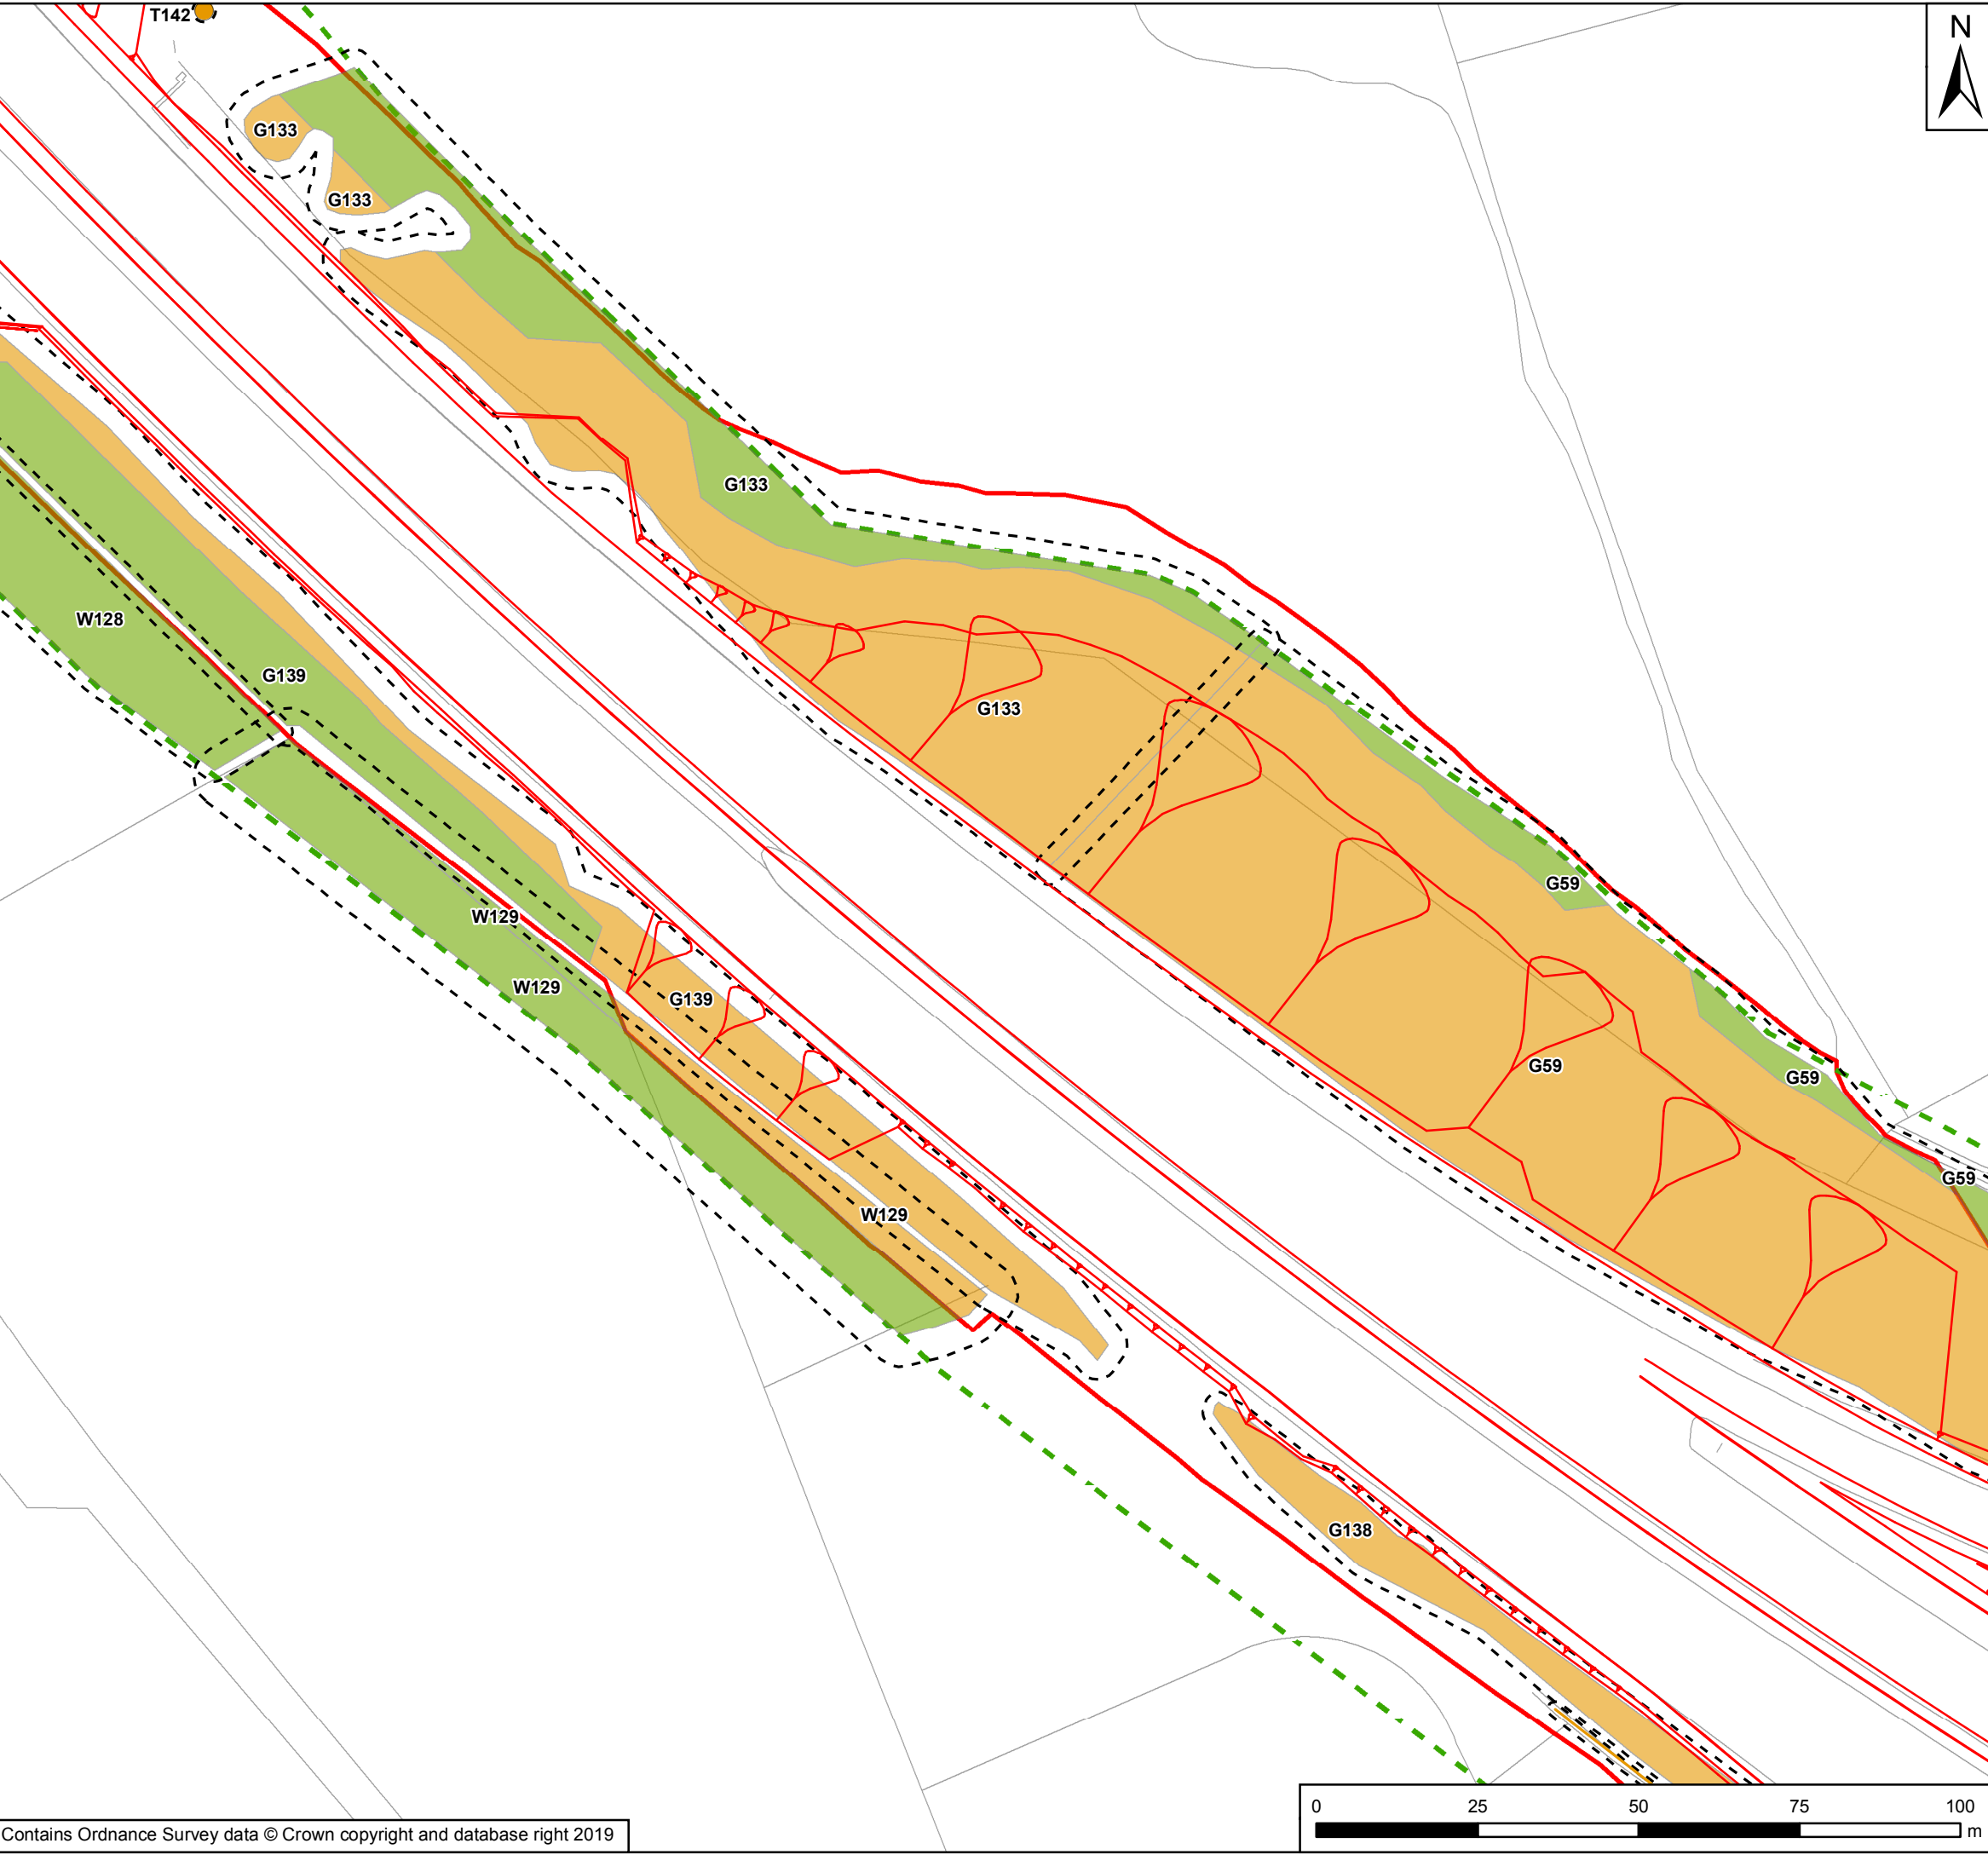 T142
N
G133
G133
G133
W128
G139
G133
G59
W129
W129
G139
G59
G59
G59
W129
G138
0 25 50 75 100
m
Contains Ordnance Survey data © Crown copyright and database right 2019